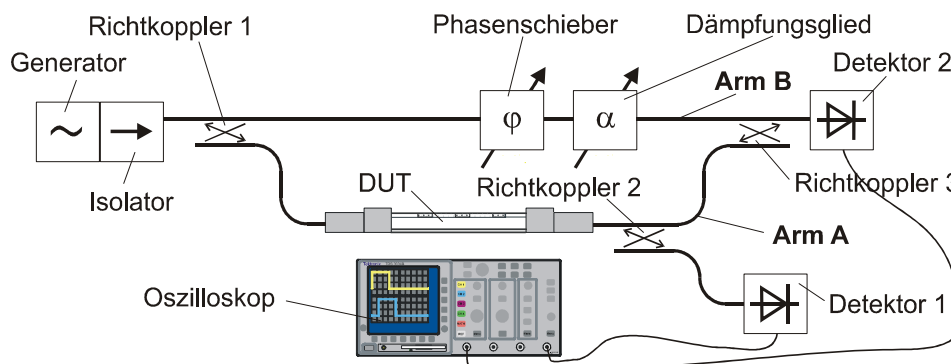 Richtkoppler 1
Phasenschieber
Dämpfungsglied
Generator
Detektor 2
Arm B
~
φ
α
Isolator
DUT
Richtkoppler 2
Richtkoppler 3
Arm A
Oszilloskop
Detektor 1